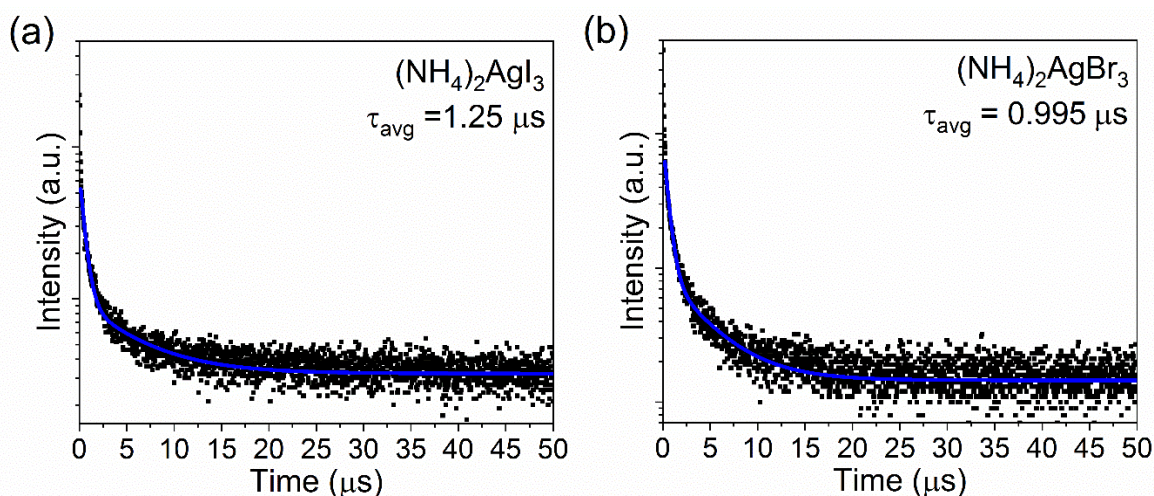 (a)
(NH₄)₂AgI₃
τavg =1.25 μs
Intensity (a.u.)
0 5 10 15 20 25 30 35 40 45 50
Time (μs)
(b)
(NH₄)₂AgBr₃
τavg = 0.995 μs
Intensity (a.u.)
0 5 10 15 20 25 30 35 40 45 50
Time (μs)